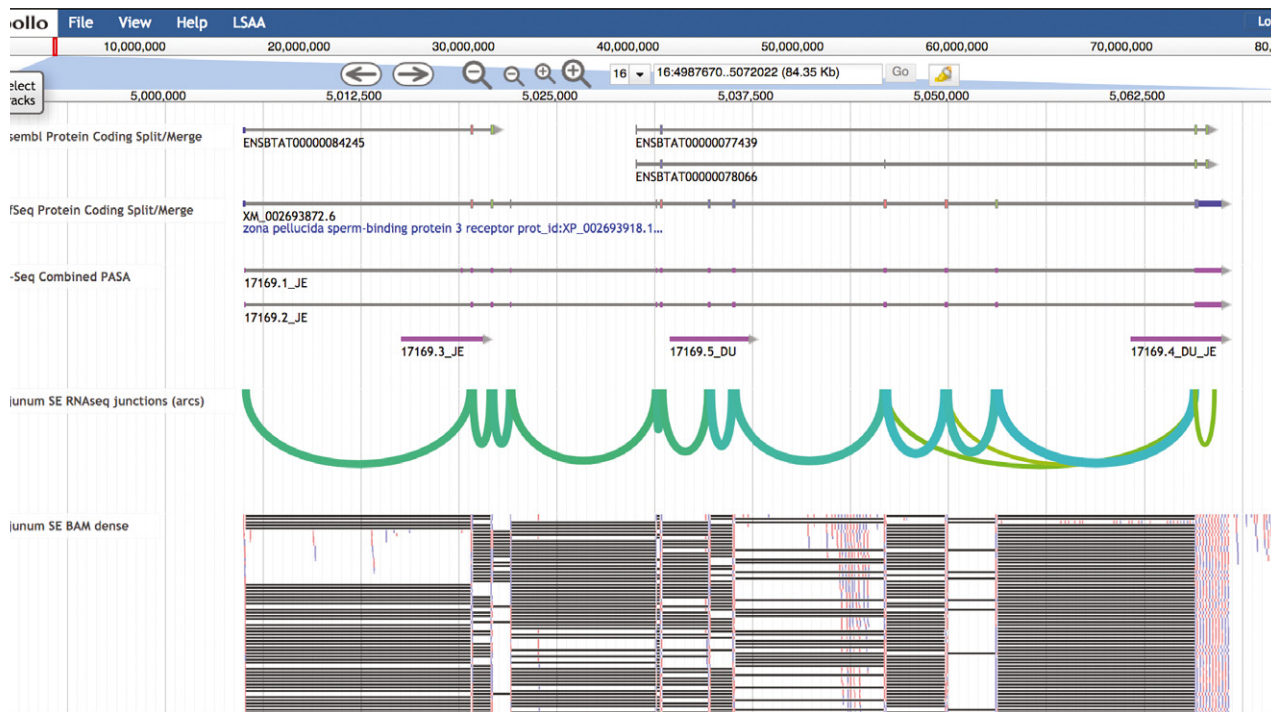 ollo File View Help LSAA Lo
10,000,000 20,000,000 30,000,000 40,000,000 50,000,000 60,000,000 70,000,000 80,
elect
racks
16 16:4987670..5072022 (84.35 Kb) Go
5,000,000 5,012,500 5,025,000 5,037,500 5,050,000 5,062,500
sembl Protein Coding Split/Merge
ENSBTAT00000084245 ENSBTAT00000077439
ENSBTAT00000078066
fSeq Protein Coding Split/Merge
XM_002693872.6
zona pellucida sperm-binding protein 3 receptor prot_id:XP_002693918.1...
-Seq Combined PASA
17169.1_JE
17169.2_JE
17169.3_JE 17169.5_DU 17169.4_DU_JE
junum SE RNAseq junctions (arcs)
junum SE BAM dense